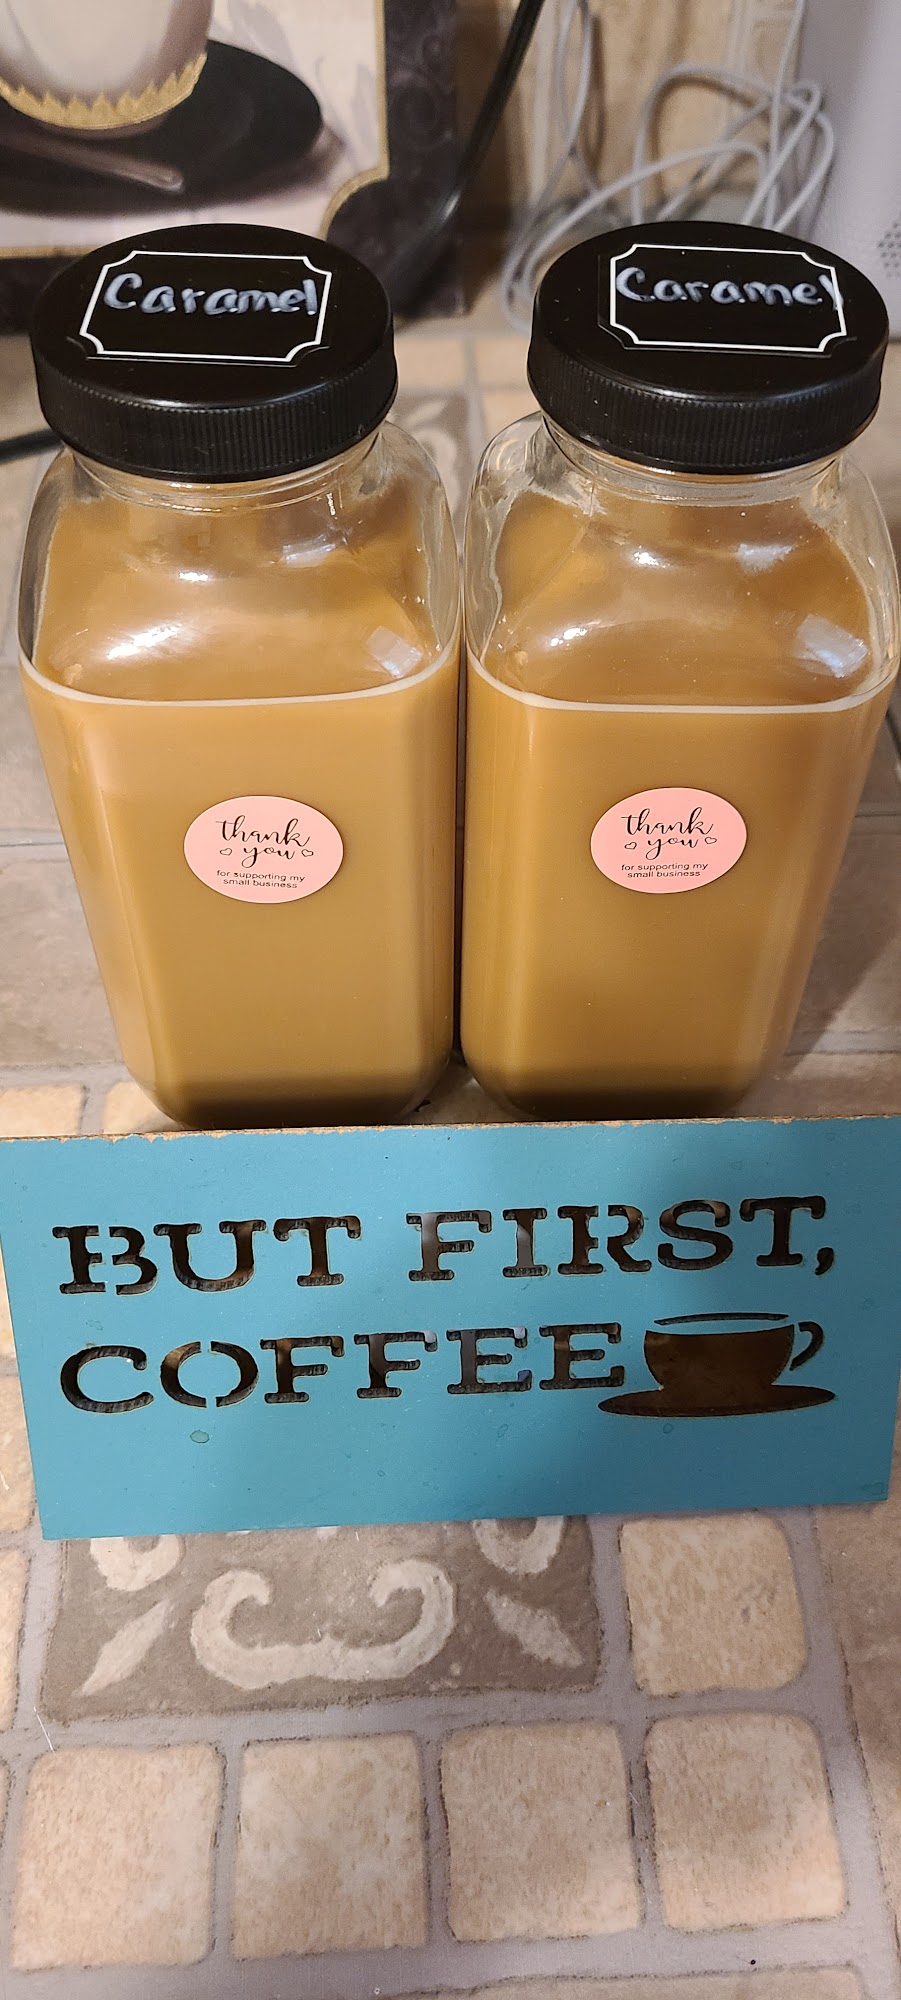 Caramel
Caramel
thank
you
for supporting my
small business
thank
you
for supporting my
small business
BUT FIRST,
COFFEE